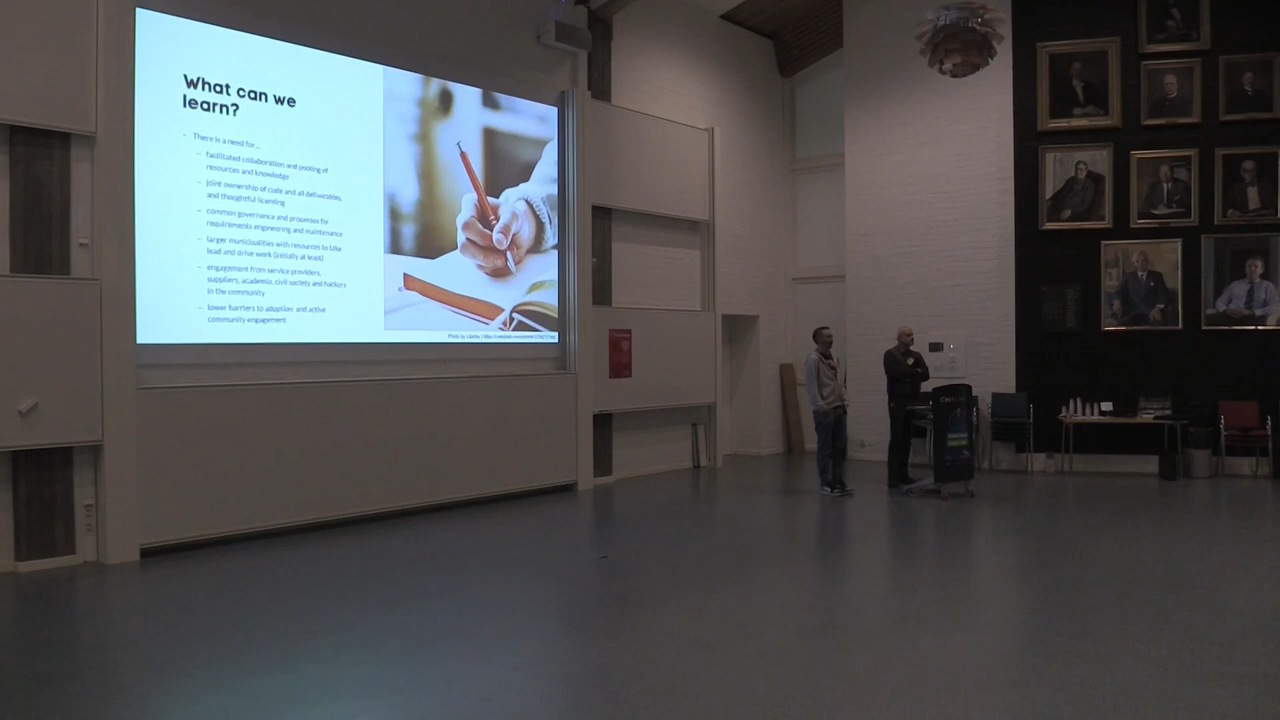 What can we
learn?
There is a need for...
– facilitated collaboration and pooling of
resources and knowledge
– joint ownership of code and all deliverables,
and thoughtful licensing
– common governance and processes for
requirements engineering and maintenance
– larger municipalities with resources to take
lead and drive work (initially at least)
– engagement from service providers,
suppliers, academia, civil society and hackers
in the community
– lower barriers to adoption and active
community engagement
Photo by